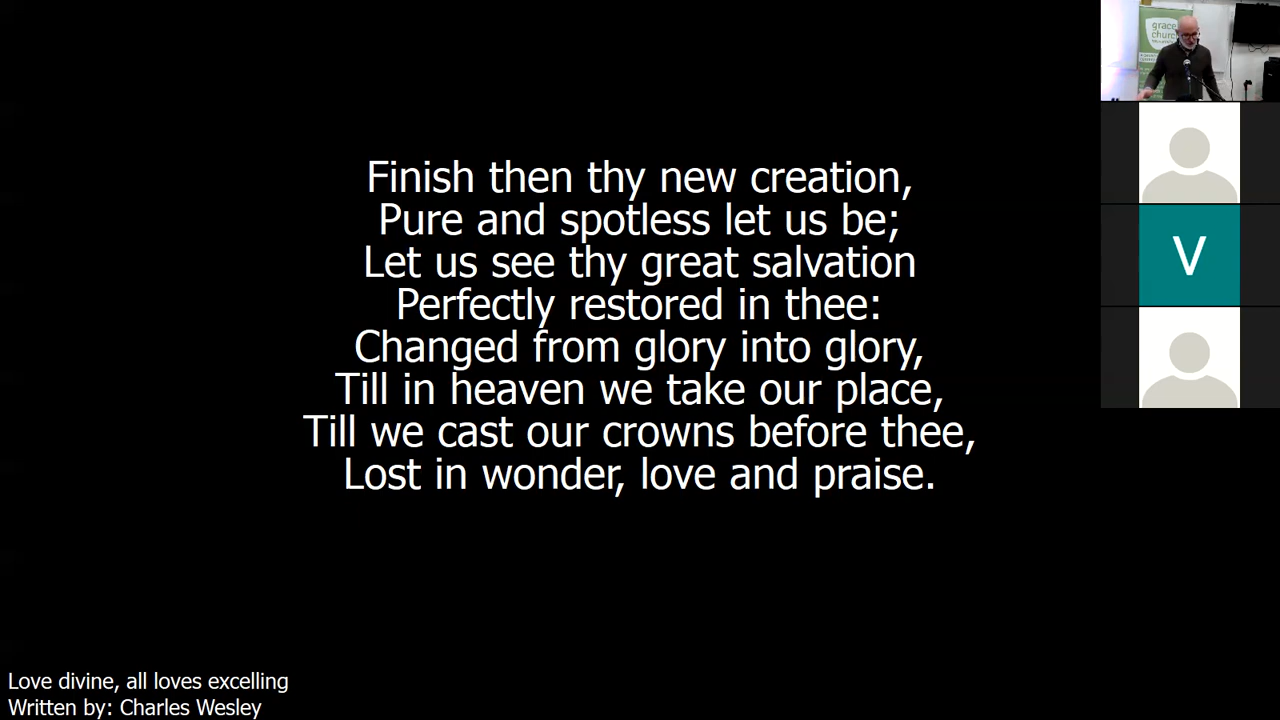 Finish then thy new creation,
Pure and spotless let us be;
Let us see thy great salvation
Perfectly restored in thee:
Changed from glory into glory,
Till in heaven we take our place,
Till we cast our crowns before thee,
Lost in wonder, love and praise.
Love divine, all loves excelling
Written by: Charles Wesley
grace
church
V